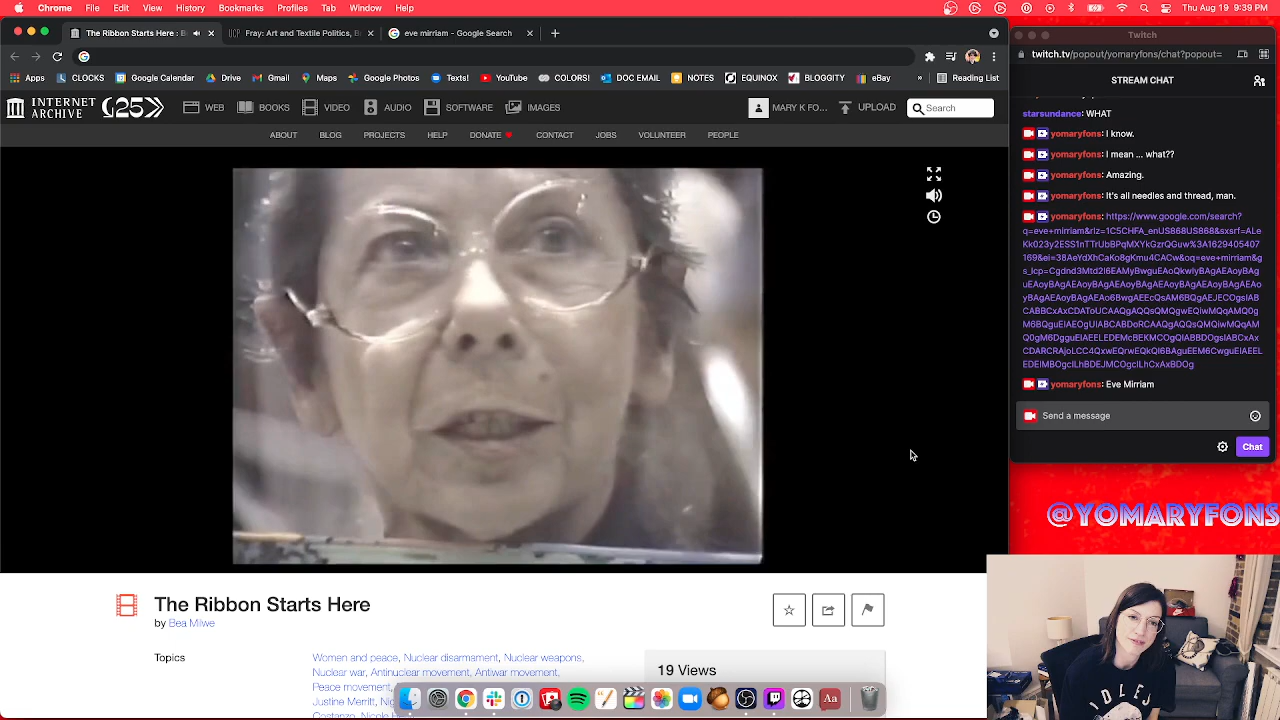 Chrome File Edit View History Bookmarks Profiles Tab Window Help
Thu Aug 19 9:39 PM
The Ribbon Starts Here : B
Fray: Art and Textile Politics, B
eve mirriam - Google Search
Apps CLOCKS Google Calendar Drive Maps Google Photos Texts! YouTube COLORS! DOC EMAIL NOTES EQUINOX BLOGGITY eBay » Reading List
INTERNET ARCHIVE 25 WEB BOOKS VIDEO AUDIO SOFTWARE IMAGES MARY K FO... UPLOAD Search
ABOUT BLOG PROJECTS HELP DONATE CONTACT JOBS VOLUNTEER PEOPLE
The Ribbon Starts Here
by Bea Milwe
Topics
Women and peace, Nuclear disarmament, Nuclear weapons,
Nuclear war, Antinuclear movement, Antiwar movement,
Peace movement,
Justine Merritt,
19 Views
Twitch
twitch.tv/popout/yomaryfons/chat?popout=
STREAM CHAT
starsundance: WHAT
yomaryfons: I know.
yomaryfons: I mean ... what??
yomaryfons: Amazing.
yomaryfons: It's all needles and thread, man.
yomaryfons: https://www.google.com/search?
yomaryfons: Eve Mirriam
Send a message
Chat
@YOMARYFONS
Aa